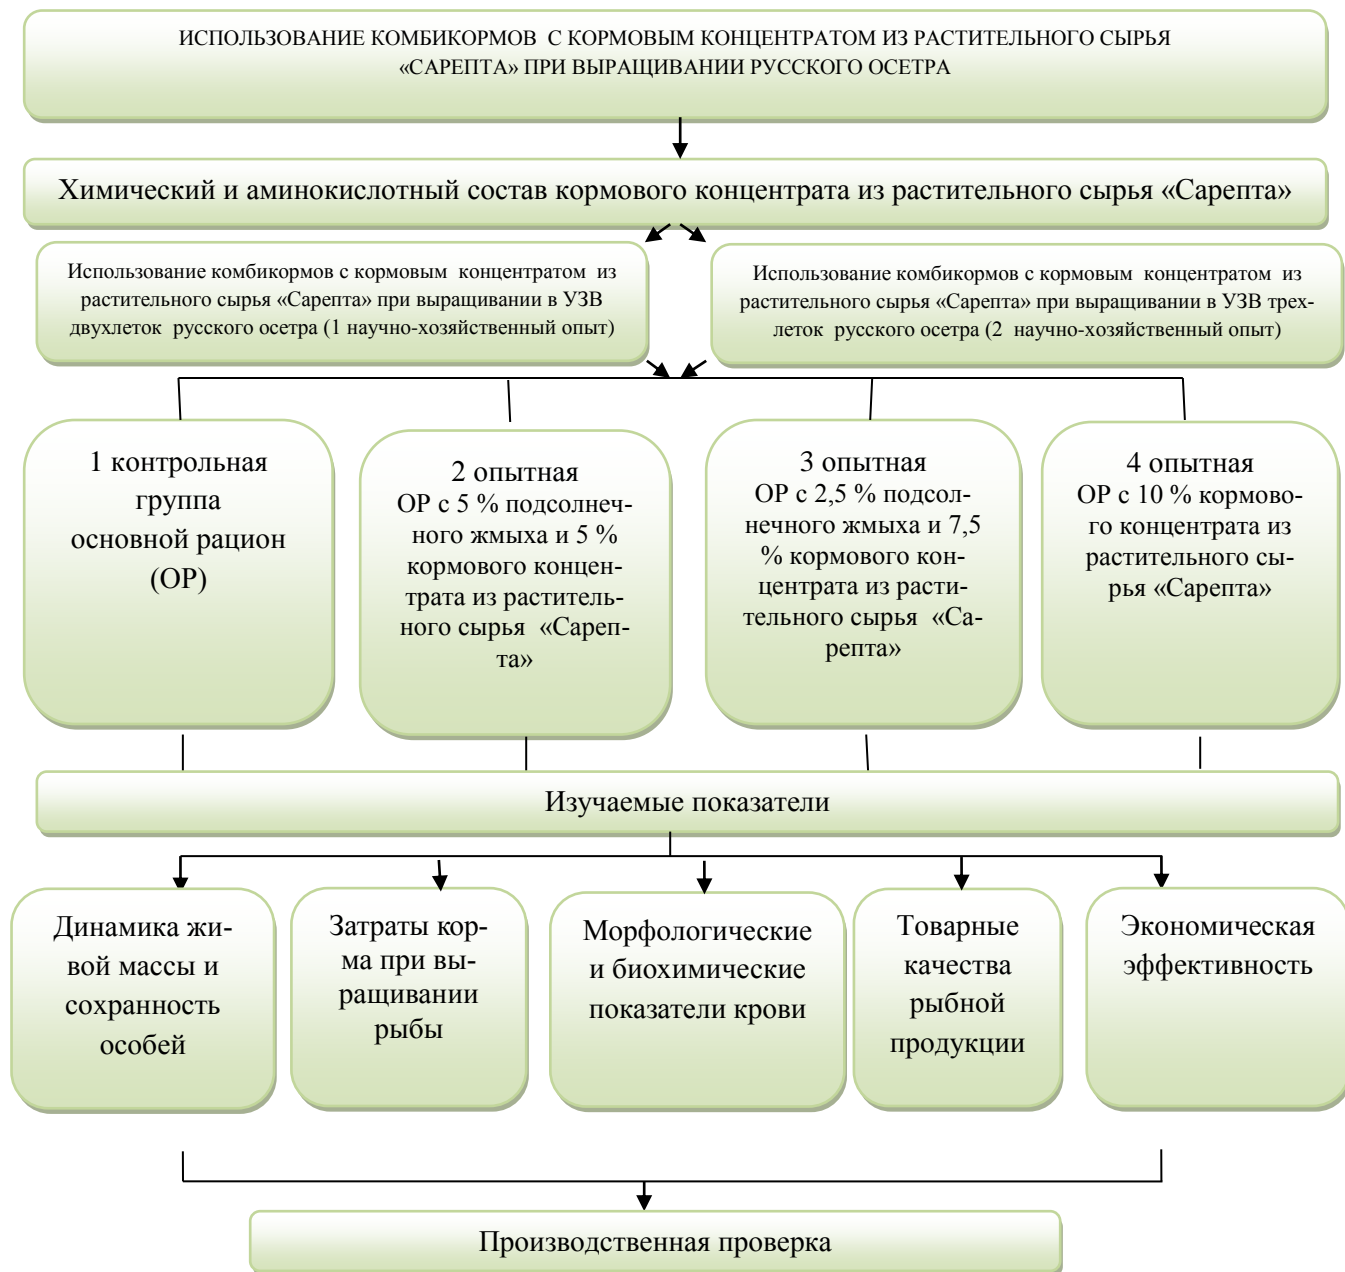 ИСПОЛЬЗОВАНИЕ КОМБИКОРМОВ С КОРМОВЫМ КОНЦЕНТРАТОМ ИЗ РАСТИТЕЛЬНОГО СЫРЬЯ
«САРЕПТА» ПРИ ВЫРАЩИВАНИИ РУССКОГО ОСЕТРА
Химический и аминокислотный состав кормового концентрата из растительного сырья «Сарепта»
Использование комбикормов с кормовым концентратом из
растительного сырья «Сарепта» при выращивании в УЗВ
двухлеток русского осетра (1 научно-хозяйственный опыт)
Использование комбикормов с кормовым концентратом из
растительного сырья «Сарепта» при выращивании в УЗВ трех-
леток русского осетра (2 научно-хозяйственный опыт)
1 контрольная
группа
основной рацион
(ОР)
2 опытная
ОР с 5 % подсолнеч-
ного жмыха и 5 %
кормового концен-
трата из раститель-
ного сырья «Сареп-
та»
3 опытная
ОР с 2,5 % подсол-
нечного жмыха и 7,5
% кормового кон-
центрата из расти-
тельного сырья «Са-
репта»
4 опытная
ОР с 10 % кормово-
го концентрата из
растительного сы-
рья «Сарепта»
Изучаемые показатели
Динамика жи-
вой массы и
сохранность
особей
Затраты кор-
ма при вы-
ращивании
рыбы
Морфологические
и биохимические
показатели крови
Товарные
качества
рыбной
продукции
Экономическая
эффективность
Производственная проверка